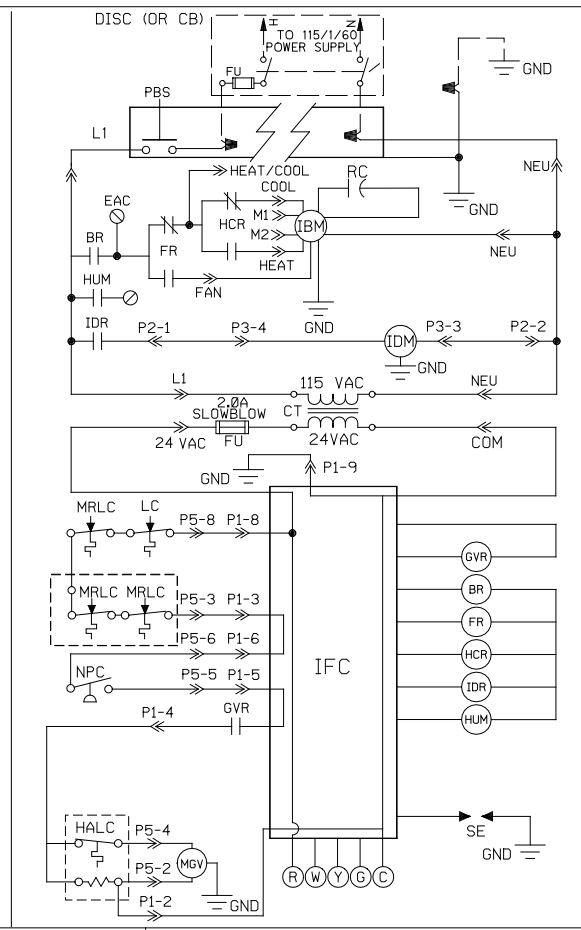 DISC (OR CB)
H
N
TO 115/1/60
POWER SUPPLY
FU
PBS
GND
L1
NEU
HEAT/COOL
COOL
RC
EAC
GND
M1
HCR
IBM
BR
FR
M2
NEU
HEAT
HUM
FAN
GND
IDR
P2-1
P3-4
IDM
P3-3
P2-2
GND
L1
115 VAC
NEU
2.0A
SLOWBLOW
CT
24 VAC
FU
24VAC
COM
GND
P1-9
MRLC
LC
P5-8
P1-8
GVR
MRLC
MRLC
P5-3
P1-3
BR
P5-6
P1-6
FR
NPC
P5-5
P1-5
IFC
HCR
P1-4
GVR
IDR
HUM
HALC
P5-4
SE
MGV
GND
P5-2
R
W
Y
G
C
P1-2
GND